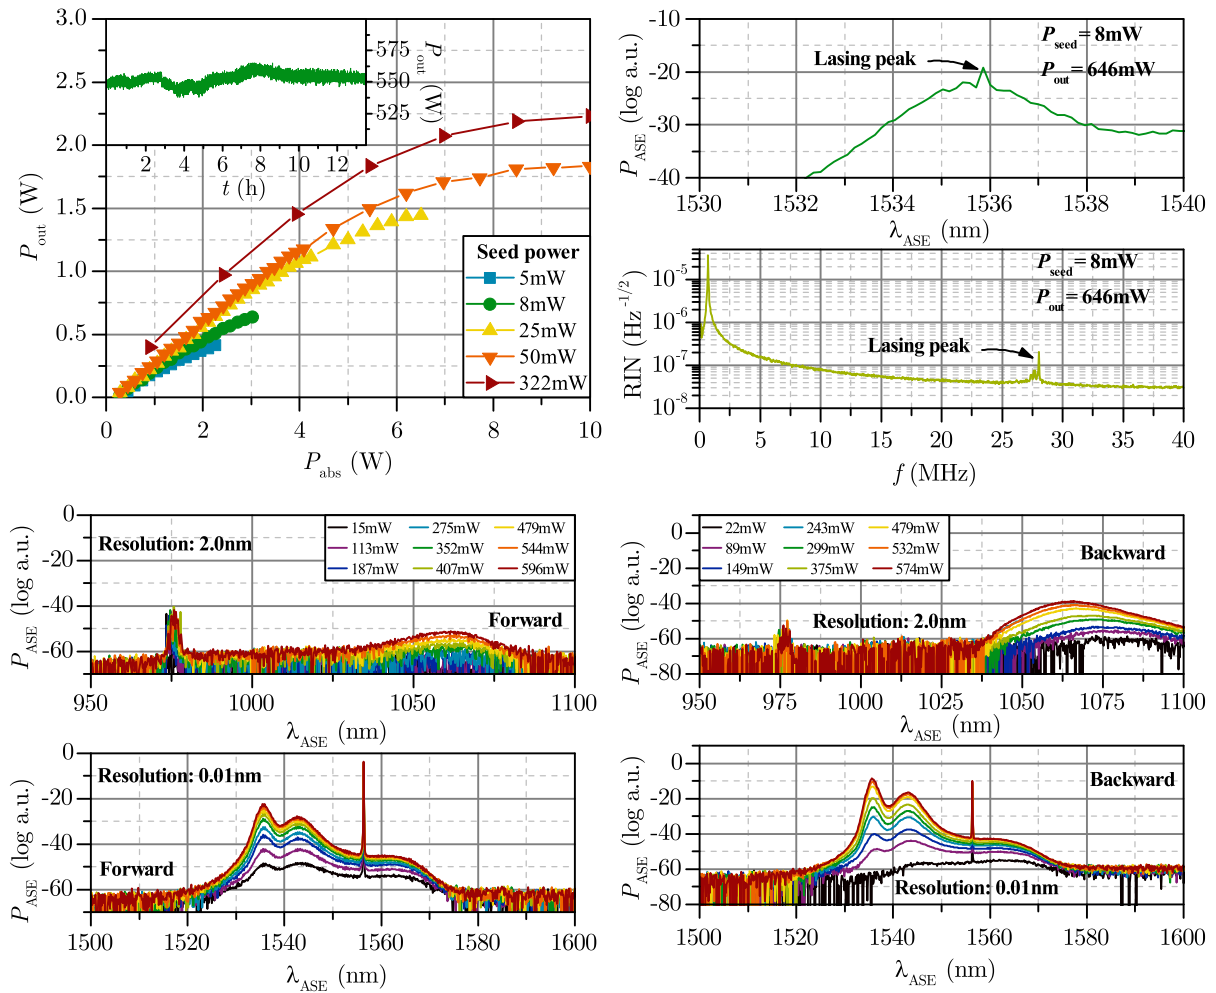 3.0
2.5
2.0
1.5
1.0
0.5
0.0
P_out (W)
575
550
525
P_out (W)
2 4 6 8 10 12
t (h)
Seed power
5mW
8mW
25mW
50mW
322mW
0 2 4 6 8 10
P_abs (W)
-10
-20
-30
-40
P_ASE (log a.u.)
Lasing peak
P_seed = 8mW
P_out = 646mW
1530 1532 1534 1536 1538 1540
λ_ASE (nm)
10^-5
10^-6
10^-7
10^-8
RIN (Hz^-1/2)
P_seed = 8mW
P_out = 646mW
Lasing peak
0 5 10 15 20 25 30 35 40
f (MHz)
0
-20
-40
-60
P_ASE (log a.u.)
Resolution: 2.0nm
15mW 275mW 479mW
113mW 352mW 544mW
187mW 407mW 596mW
Forward
950 1000 1050 1100
λ_ASE (nm)
0
-20
-40
-60
-80
P_ASE (log a.u.)
22mW 243mW 479mW
89mW 299mW 532mW
149mW 375mW 574mW
Backward
Resolution: 2.0nm
950 975 1000 1025 1050 1075 1100
λ_ASE (nm)
0
-20
-40
-60
P_ASE (log a.u.)
Resolution: 0.01nm
Forward
1500 1520 1540 1560 1580 1600
λ_ASE (nm)
0
-20
-40
-60
-80
P_ASE (log a.u.)
Backward
Resolution: 0.01nm
1500 1520 1540 1560 1580 1600
λ_ASE (nm)